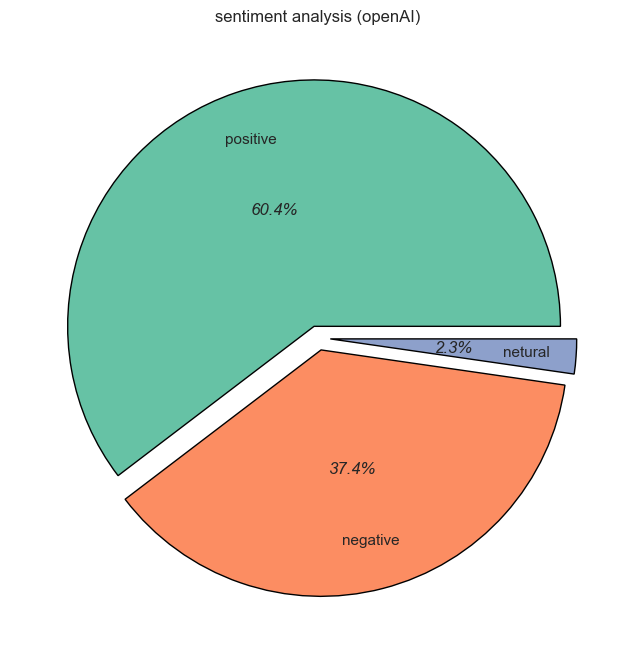 sentiment analysis (openAI)
positive
60.4%
2.3%
netural
37.4%
negative